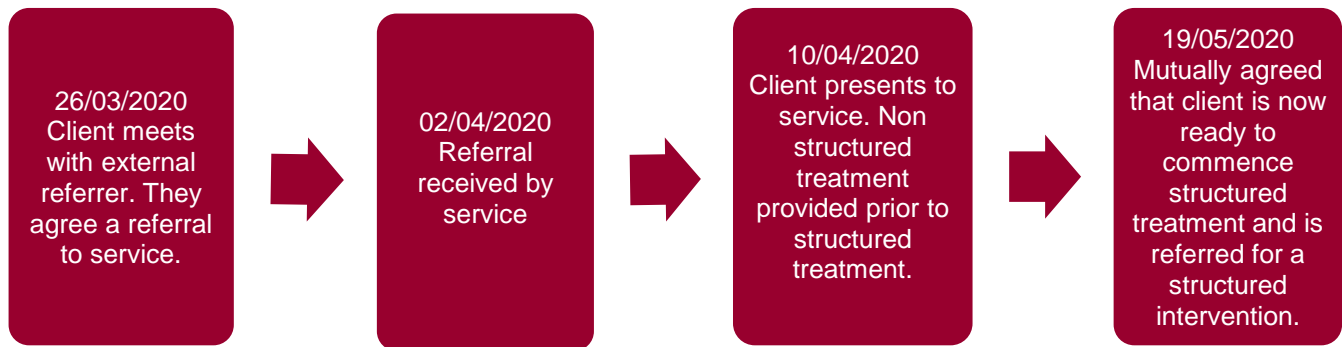 26/03/2020
Client meets
with external
referrer. They
agree a referral
to service.
02/04/2020
Referral
received by
service
10/04/2020
Client presents to
service. Non
structured
treatment
provided prior to
structured
treatment.
19/05/2020
Mutually agreed
that client is now
ready to
commence
structured
treatment and is
referred for a
structured
intervention.